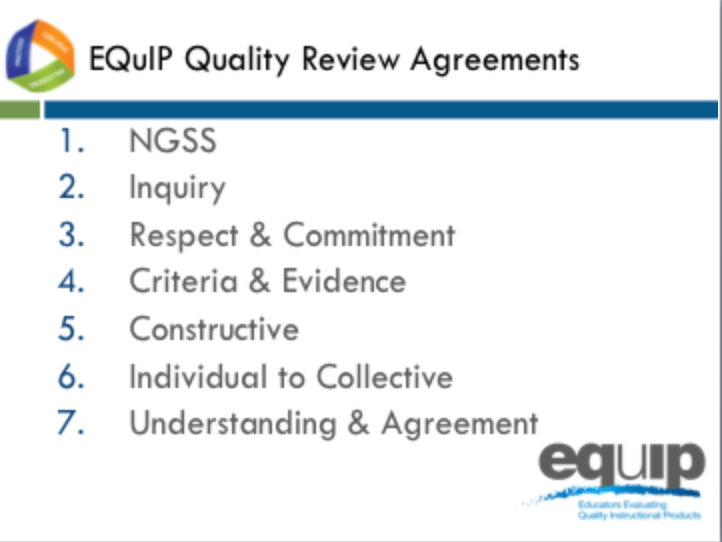 EQuIP Quality Review Agreements
1. NGSS
2. Inquiry
3. Respect & Commitment
4. Criteria & Evidence
5. Constructive
6. Individual to Collective
7. Understanding & Agreement
equip
Educators Evaluating
Quality Instructional Products